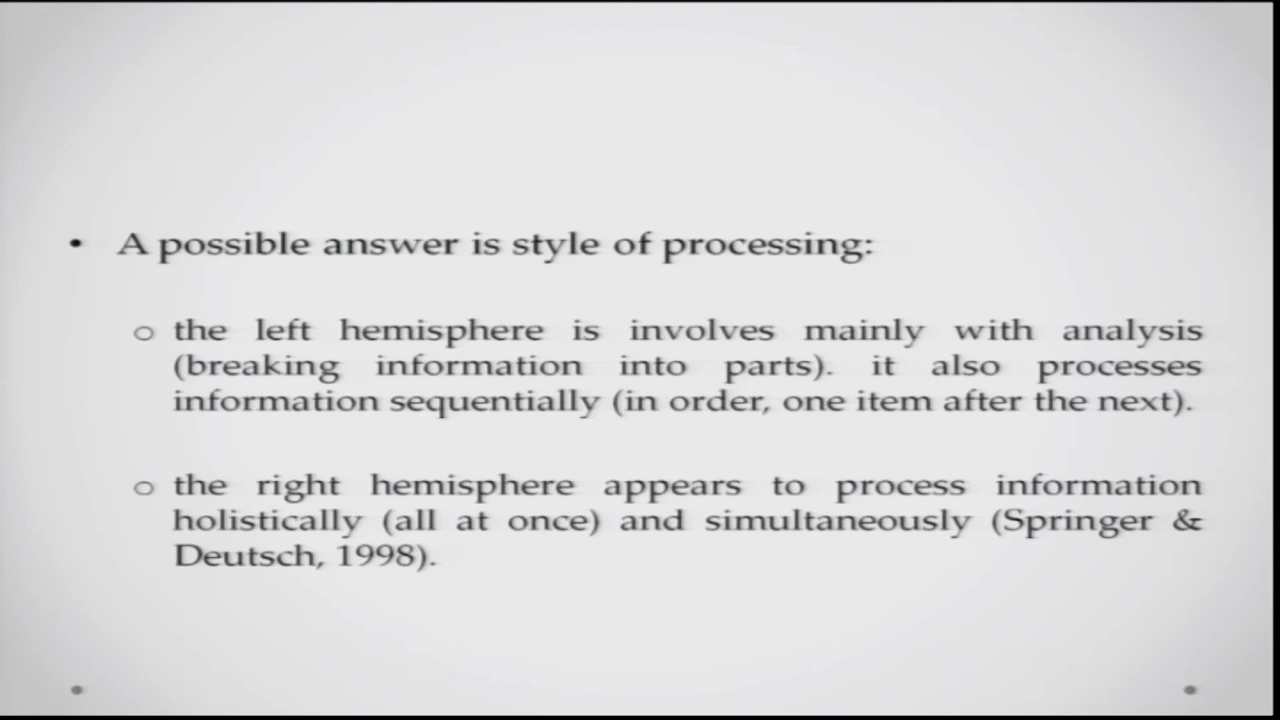 • A possible answer is style of processing:
o the left hemisphere is involves mainly with analysis
(breaking information into parts). it also processes
information sequentially (in order, one item after the next).
o the right hemisphere appears to process information
holistically (all at once) and simultaneously (Springer &
Deutsch, 1998).